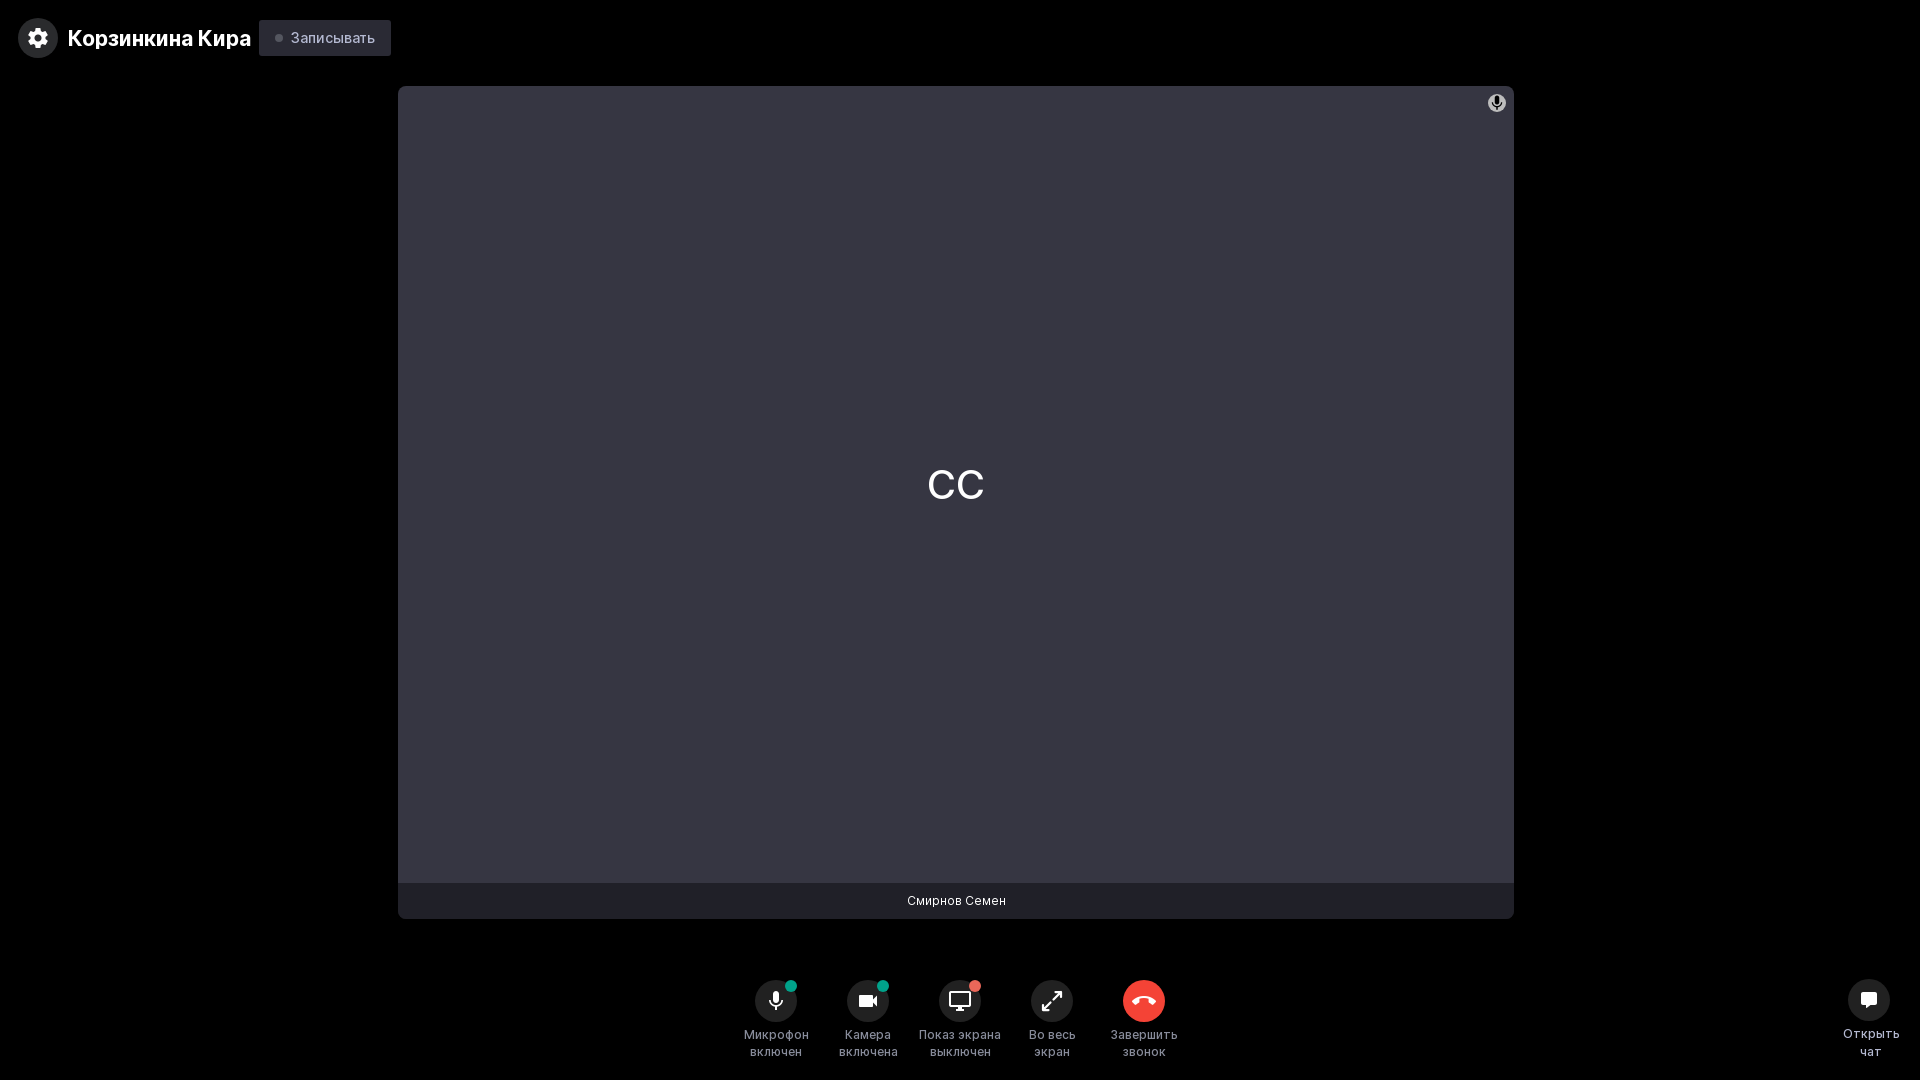 Корзинкина Кира
Записывать
СС
Смирнов Семен
Микрофон
включен
Камера
включена
Показ экрана
выключен
Во весь
экран
Завершить
звонок
Открыть
чат